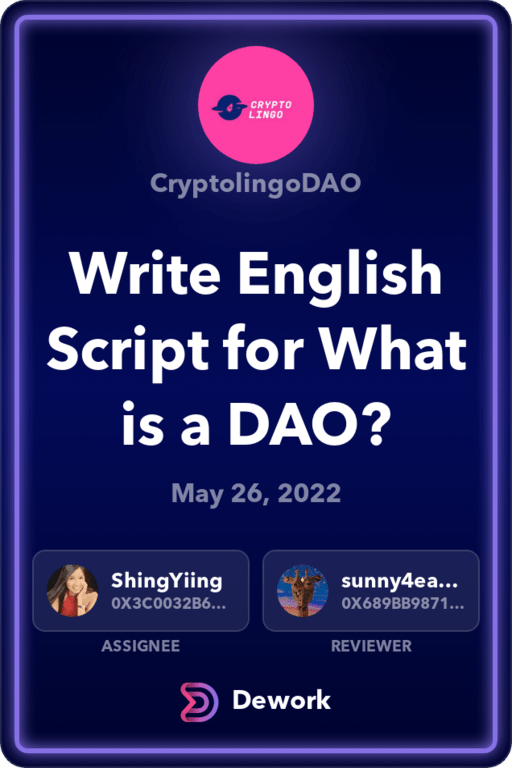 CRYPTO
LINGO
CryptolingoDAO
Write English
Script for What
is a DAO?
May 26, 2022
ShingYiing
0X3C0032B6...
ASSIGNEE
sunny4ea...
0X689BB9871...
REVIEWER
Dework